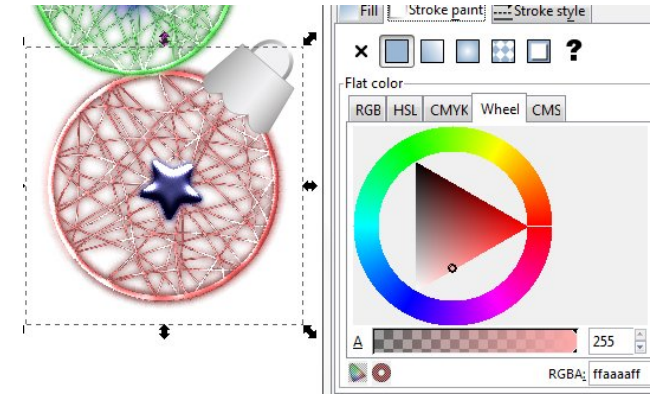 Fill Stroke paint Stroke style
?
Flat color
RGB HSL CMYK Wheel CMS
A 255
RGBA: ffaaaaff